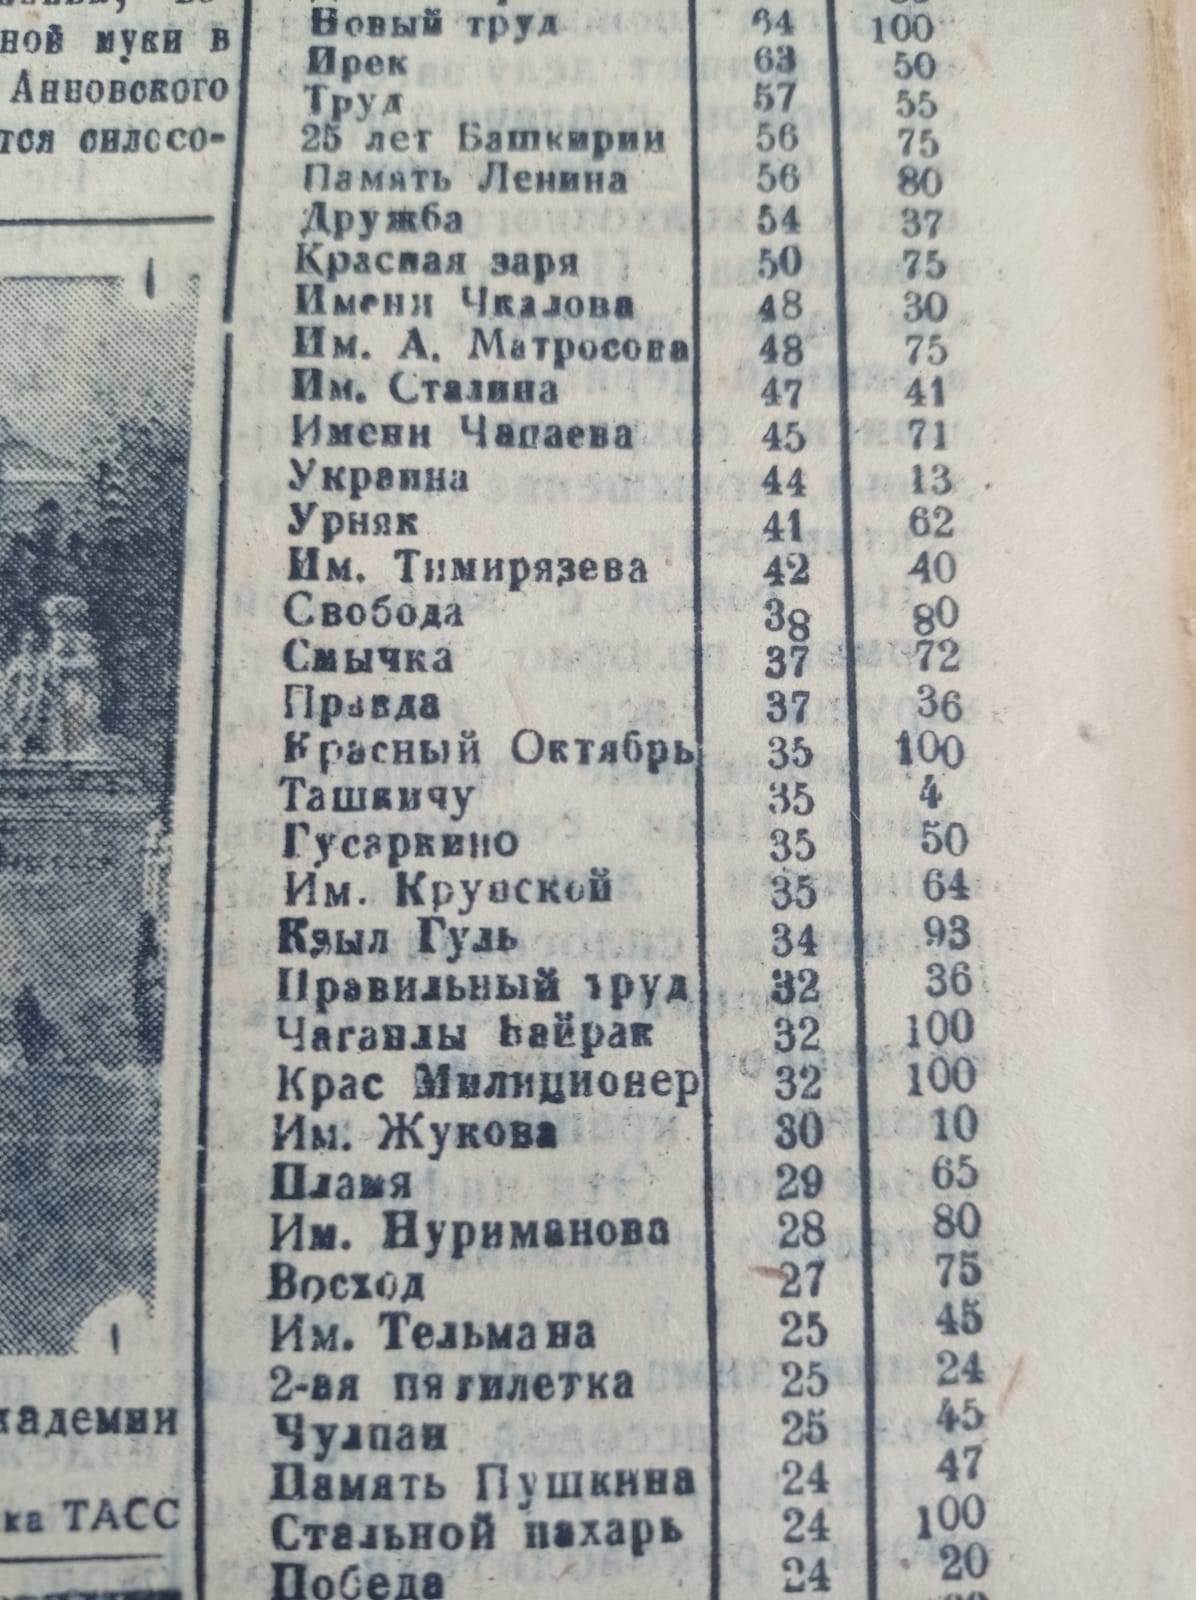 ной муки в
Анновского
тся силосо-
кадемии
ка ТАСС
Новый труд 64 100
Ирек 63 50
Труд 57 55
25 лет Башкирии 56 75
Память Ленина 56 80
Дружба 54 37
Красная заря 50 75
Имени Чкалова 48 30
Им. А. Матросова 48 75
Им. Сталина 47 41
Имени Чапаева 45 71
Украина 44 13
Урняк 41 62
Им. Тимирязева 42 40
Свобода 38 80
Смычка 37 72
Правда 37 36
Красный Октябрь 35 100
Ташкичу 35 4
Гусаркино 35 50
Им. Крупской 35 64
Кзыл Гуль 34 93
Правильный труд 32 36
Чаганлы Байрак 32 100
Крас Милиционер 32 100
Им. Жукова 30 10
Пламя 29 65
Им. Нуриманова 28 80
Восход 27 75
Им. Тельмана 25 45
2-ая пятилетка 25 24
Чулпан 25 45
Память Пушкина 24 47
Стальной пахарь 24 100
Победа 24 20